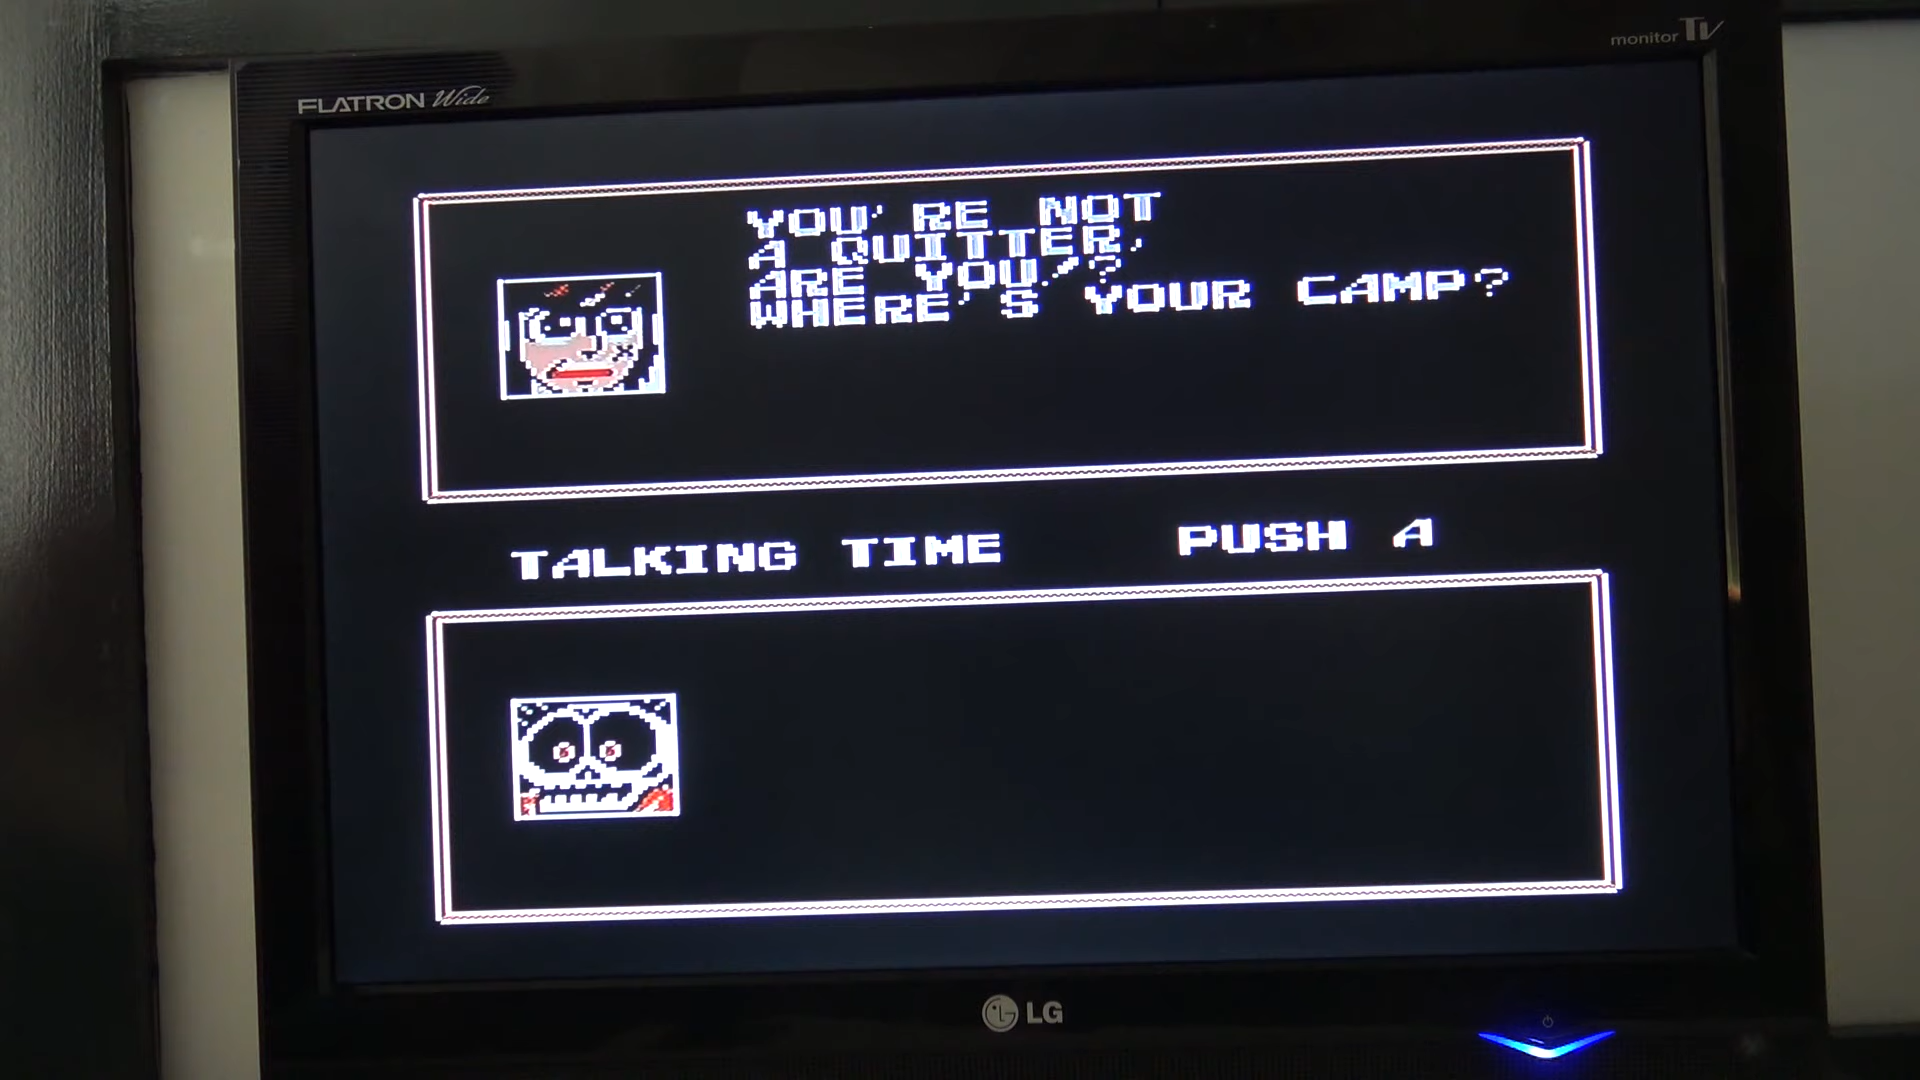 monitor TV
FLATRON Wide
YOU'RE NOT
A QUITTER,
ARE YOU!?
WHERE'S YOUR CAMP?
TALKING TIME PUSH A
LG